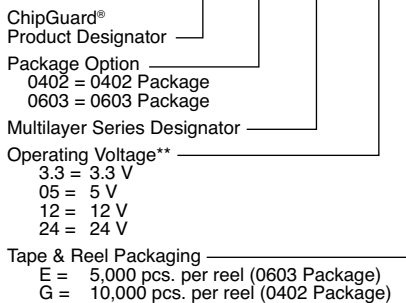 ChipGuard®
Product Designator
Package Option
0402 = 0402 Package
0603 = 0603 Package
Multilayer Series Designator
Operating Voltage**
3.3 = 3.3 V
05 = 5 V
12 = 12 V
24 = 24 V
Tape & Reel Packaging
E = 5,000 pcs. per reel (0603 Package)
G = 10,000 pcs. per reel (0402 Package)